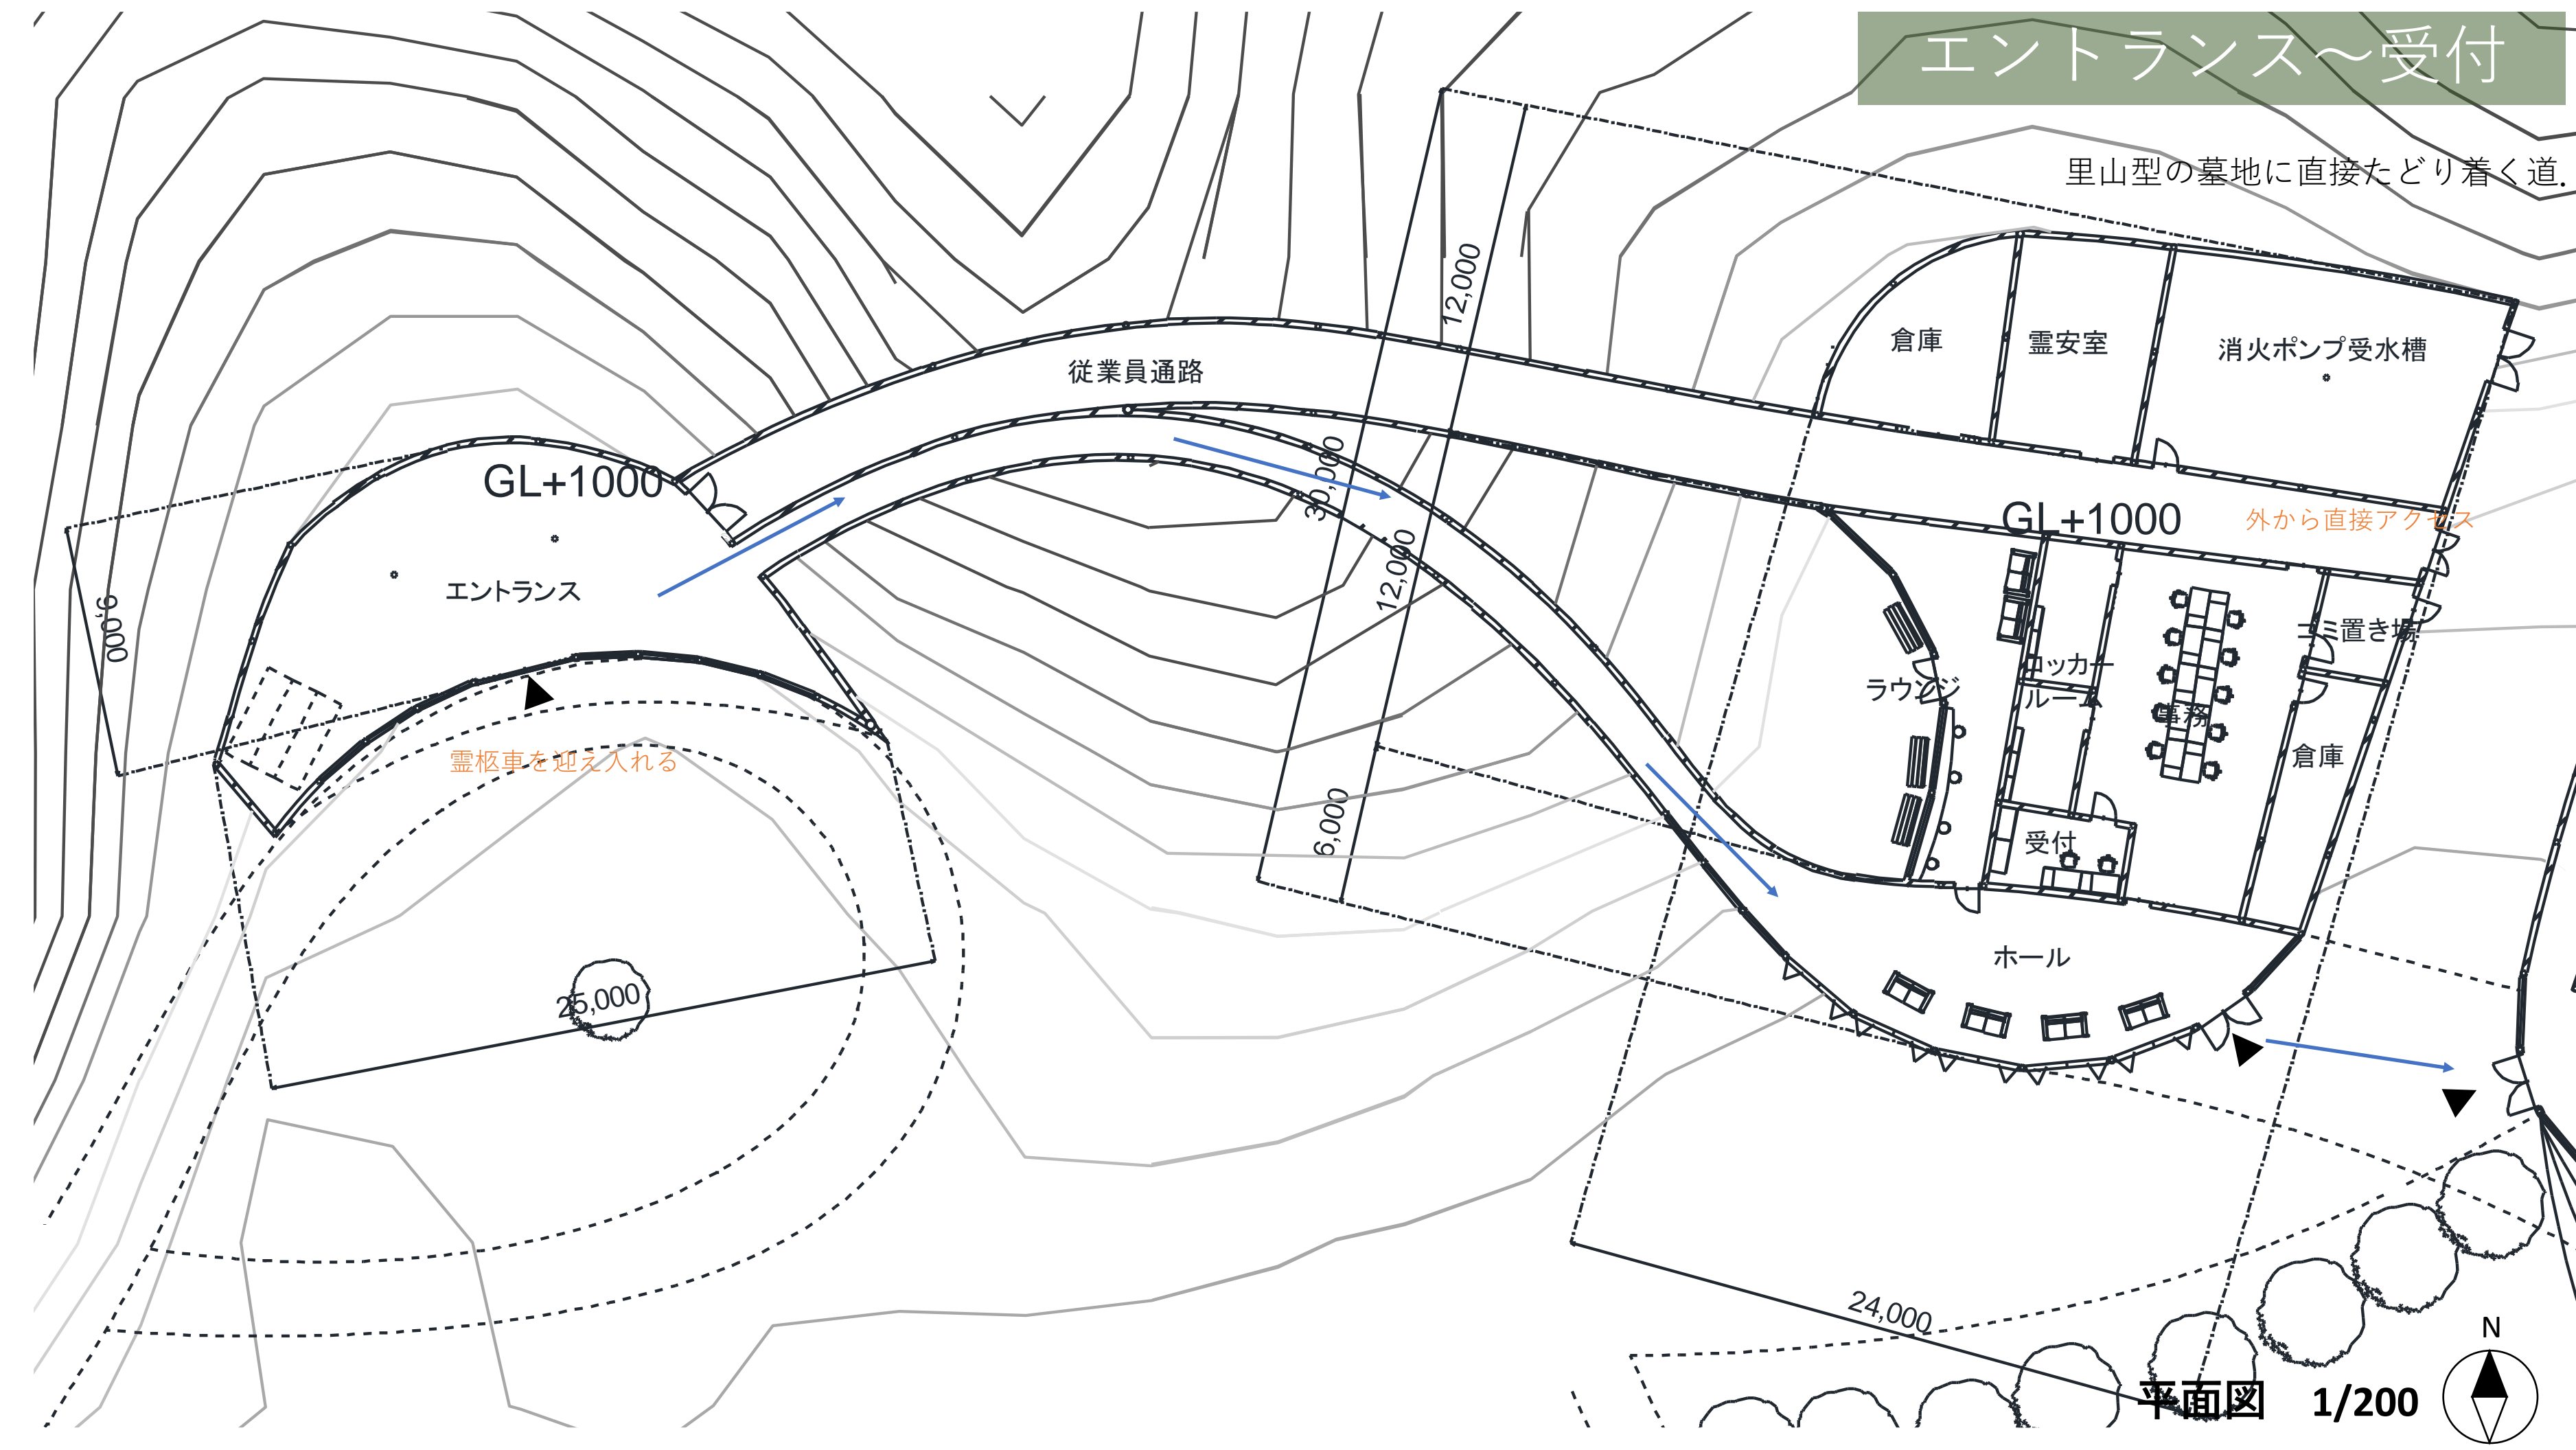 エントランス～受付
里山型の墓地に直接たどり着く道.
12,000
倉庫
霊安室
消火ポンプ受水槽
従業員通路
GL+1000
30,000
GL+1000
外から直接アクセス
エントランス
12,000
9,000
ゴミ置き場
ロッカー
ルーム
ラウンジ
事務
霊柩車を迎え入れる
倉庫
6,000
受付
ホール
25,000
24,000
N
平面図 1/200